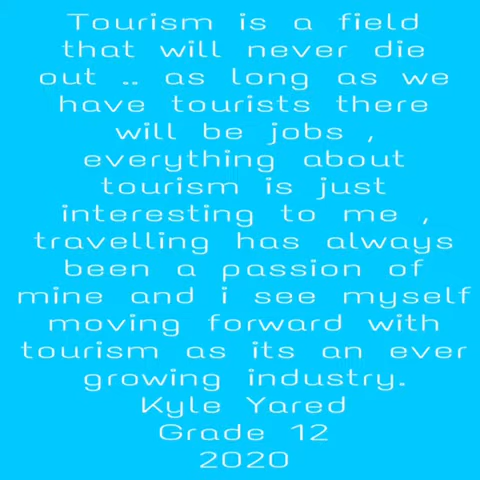 Tourism is a field
that will never die
out .. as long as we
have tourists there
will be jobs ,
everything about
tourism is just
interesting to me ,
travelling has always
been a passion of
mine and i see myself
moving forward with
tourism as its an ever
growing industry.
Kyle Yared
Grade 12
2020